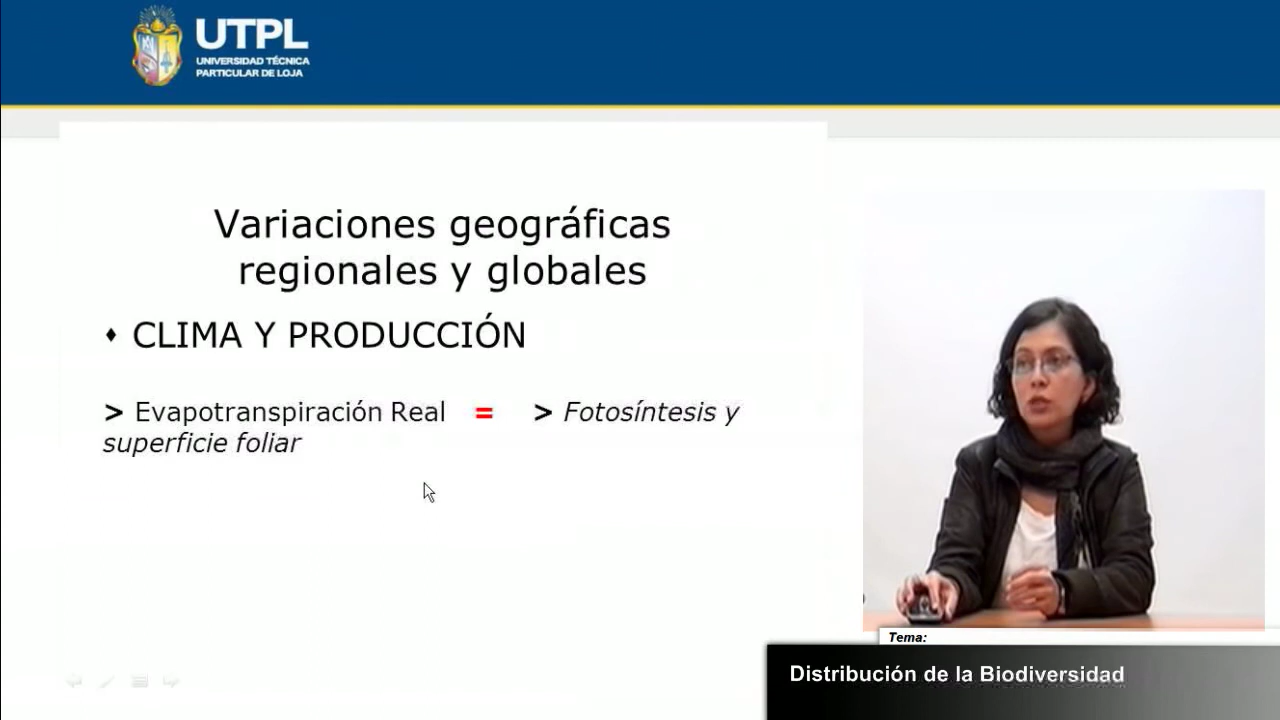 UTPL
UNIVERSIDAD TÉCNICA
PARTICULAR DE LOJA
Variaciones geográficas
regionales y globales
♦ CLIMA Y PRODUCCIÓN
> Evapotranspiración Real = > Fotosíntesis y
superficie foliar
Tema:
Distribución de la Biodiversidad